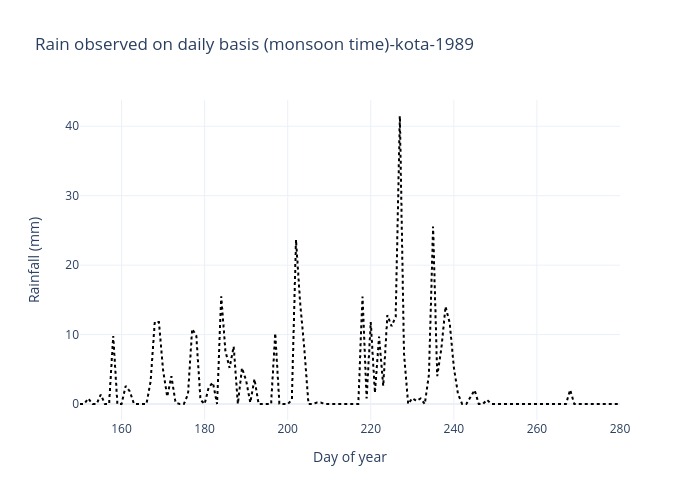 Rain observed on daily basis (monsoon time)-kota-1989
40
30
20
10
0
Rainfall (mm)
160 180 200 220 240 260 280
Day of year